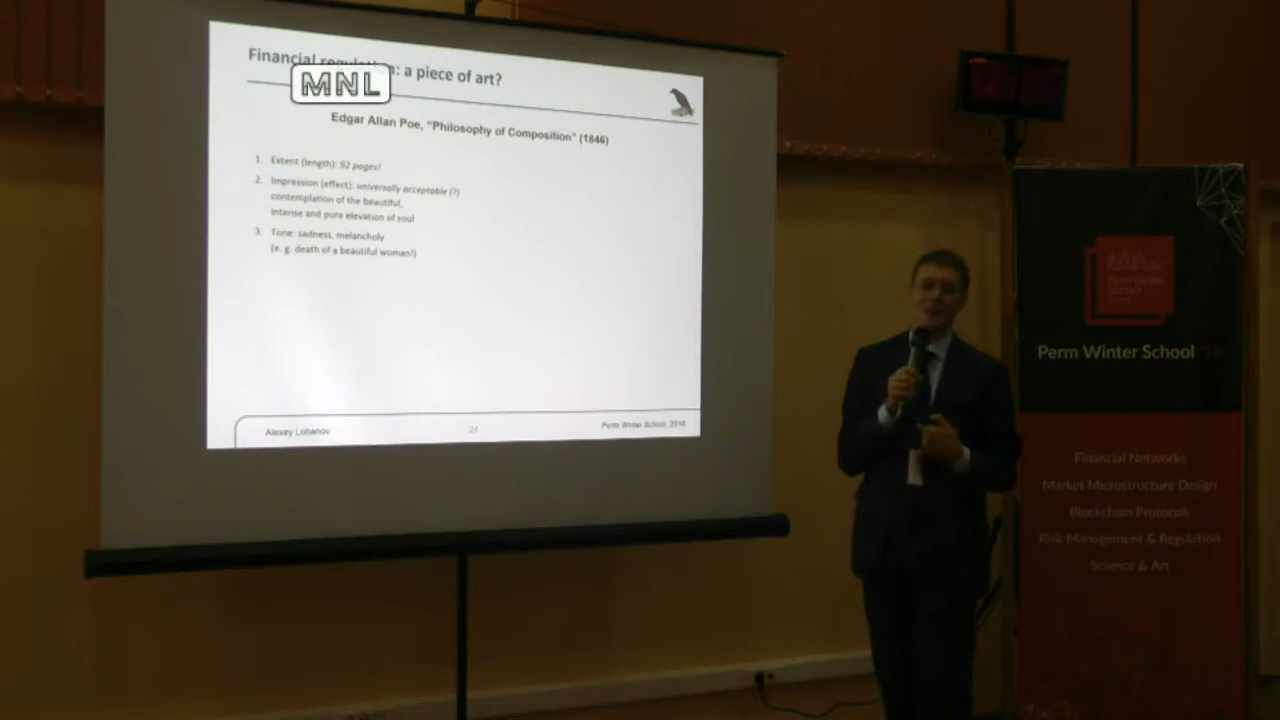 Financial regulation: a piece of art?
MNL
Edgar Allan Poe, "Philosophy of Composition" (1846)
1. Extent (length): 92 pages!
2. Impression (effect): universally acceptable (?)
contemplation of the beautiful,
intense and pure elevation of soul
3. Tone: sadness, melancholy
(e. g. death of a beautiful woman!)
Alexey Lobanov
24
Perm Winter School, 2016
Perm Winter School
Financial Networks
Market Microstructure Design
Blockchain Protocols
Risk Management & Regulation
Science & Art